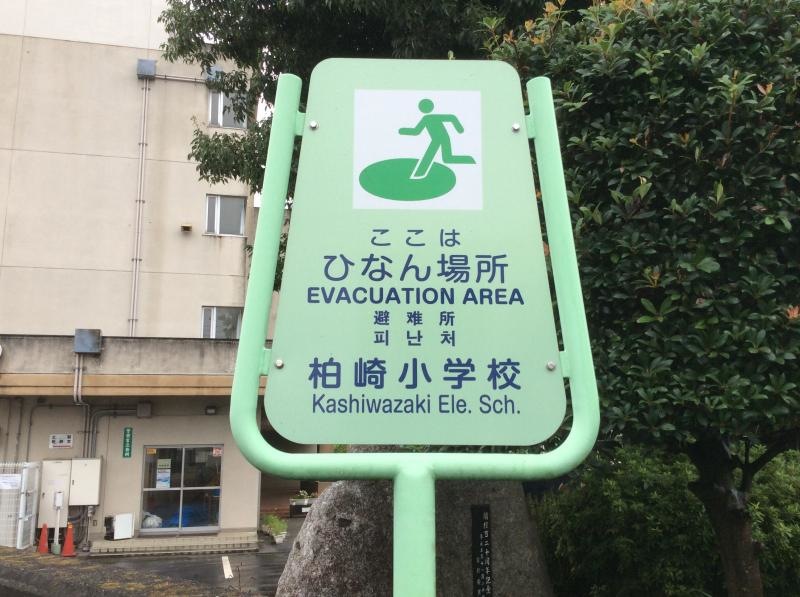 ここは
ひなん場所
EVACUATION AREA
避难所
피난처
柏崎小学校
Kashiwazaki Ele. Sch.